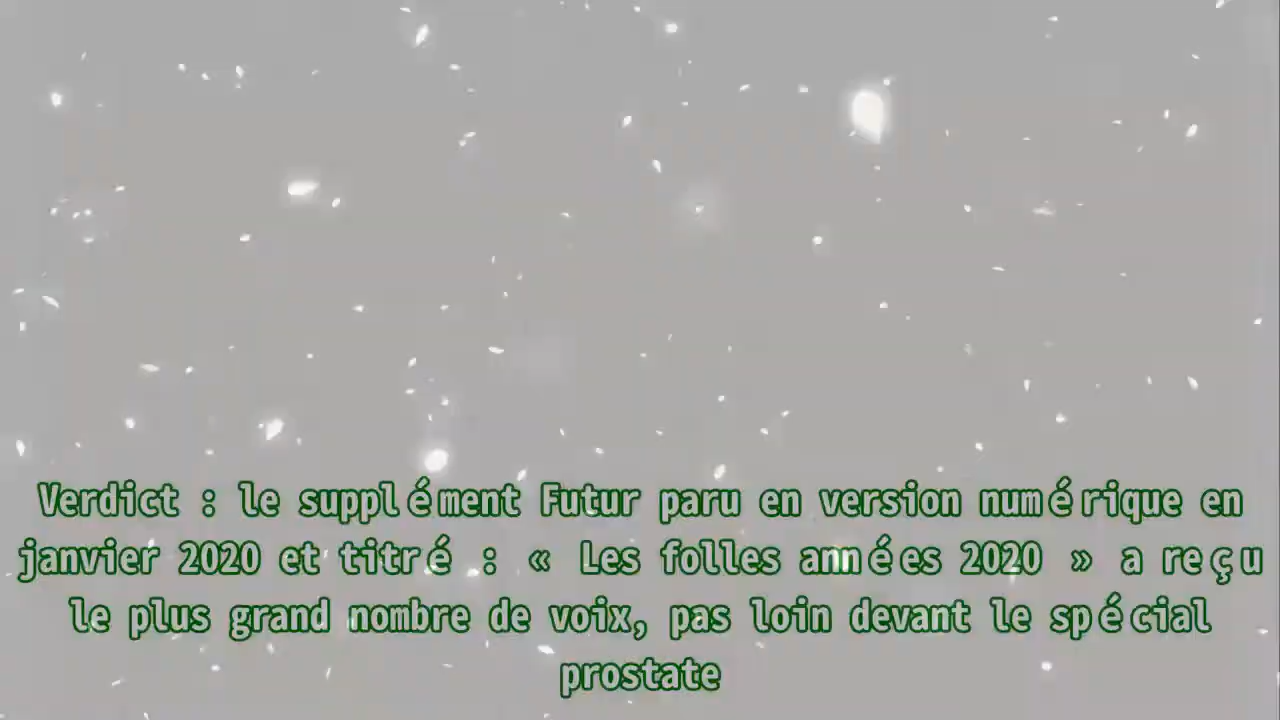 Verdict : le supplément Futur paru en version numérique en
janvier 2020 et titré : « Les folles années 2020 » a reçu
le plus grand nombre de voix, pas loin devant le spécial
prostate